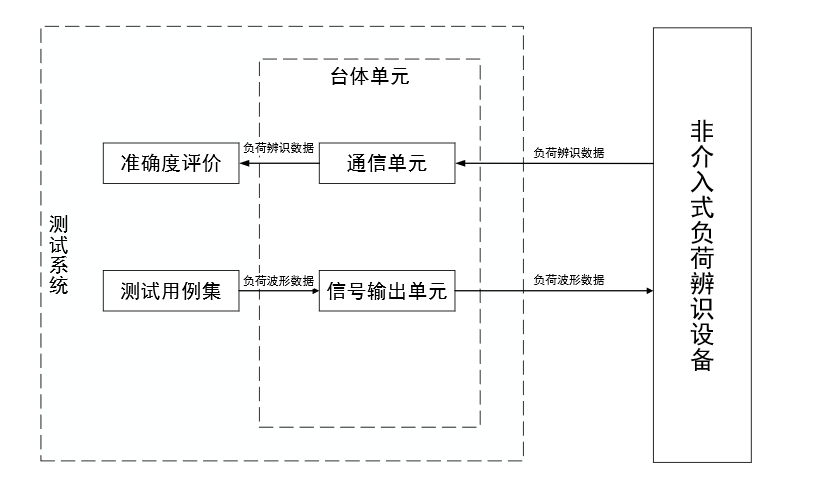 台体单元
准确度评价
负荷辨识数据
通信单元
负荷辨识数据
测试系统
测试用例集
负荷波形数据
信号输出单元
负荷波形数据
非介入式负荷辨识设备